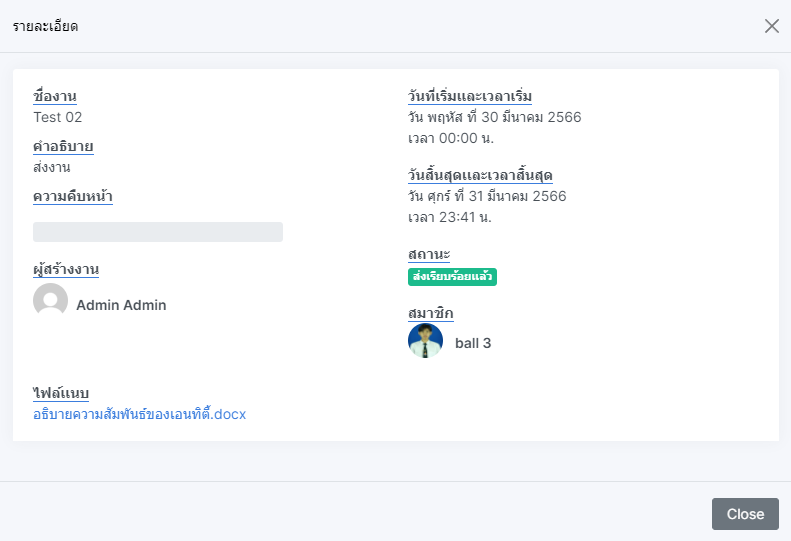 รายละเอียด
ชื่องาน
Test 02
คำอธิบาย
ส่งงาน
ความคืบหน้า
ผู้สร้างงาน
Admin Admin
วันที่เริ่มและเวลาเริ่ม
วัน พฤหัส ที่ 30 มีนาคม 2566
เวลา 00:00 น.
วันสิ้นสุดและเวลาสิ้นสุด
วัน ศุกร์ ที่ 31 มีนาคม 2566
เวลา 23:41 น.
สถานะ
ส่งเรียบร้อยแล้ว
สมาชิก
ball 3
ไฟล์แนบ
อธิบายความสัมพันธ์ของเอนทิตี้.docx
Close